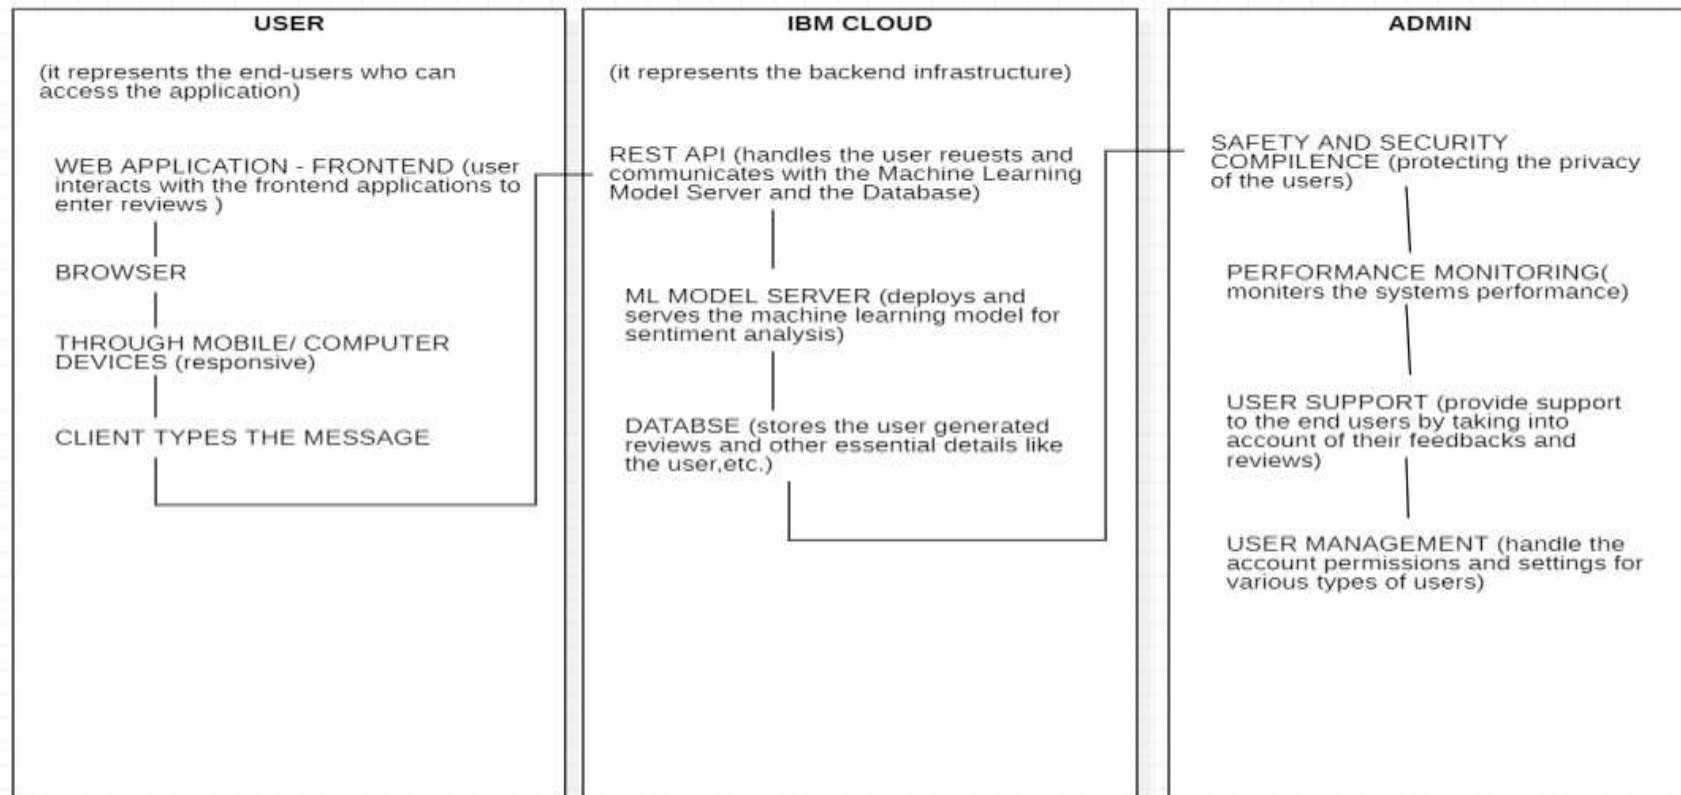 USER
(it represents the end-users who can
access the application)
WEB APPLICATION - FRONTEND (user
interacts with the frontend applications to
enter reviews )
BROWSER
THROUGH MOBILE/ COMPUTER
DEVICES (responsive)
CLIENT TYPES THE MESSAGE
IBM CLOUD
(it represents the backend infrastructure)
REST API (handles the user reuests and
communicates with the Machine Learning
Model Server and the Database)
ML MODEL SERVER (deploys and
serves the machine learning model for
sentiment analysis)
DATABSE (stores the user generated
reviews and other essential details like
the user,etc.)
ADMIN
SAFETY AND SECURITY
COMPILENCE (protecting the privacy
of the users)
PERFORMANCE MONITORING(
moniters the systems performance)
USER SUPPORT (provide support
to the end users by taking into
account of their feedbacks and
reviews)
USER MANAGEMENT (handle the
account permissions and settings for
various types of users)